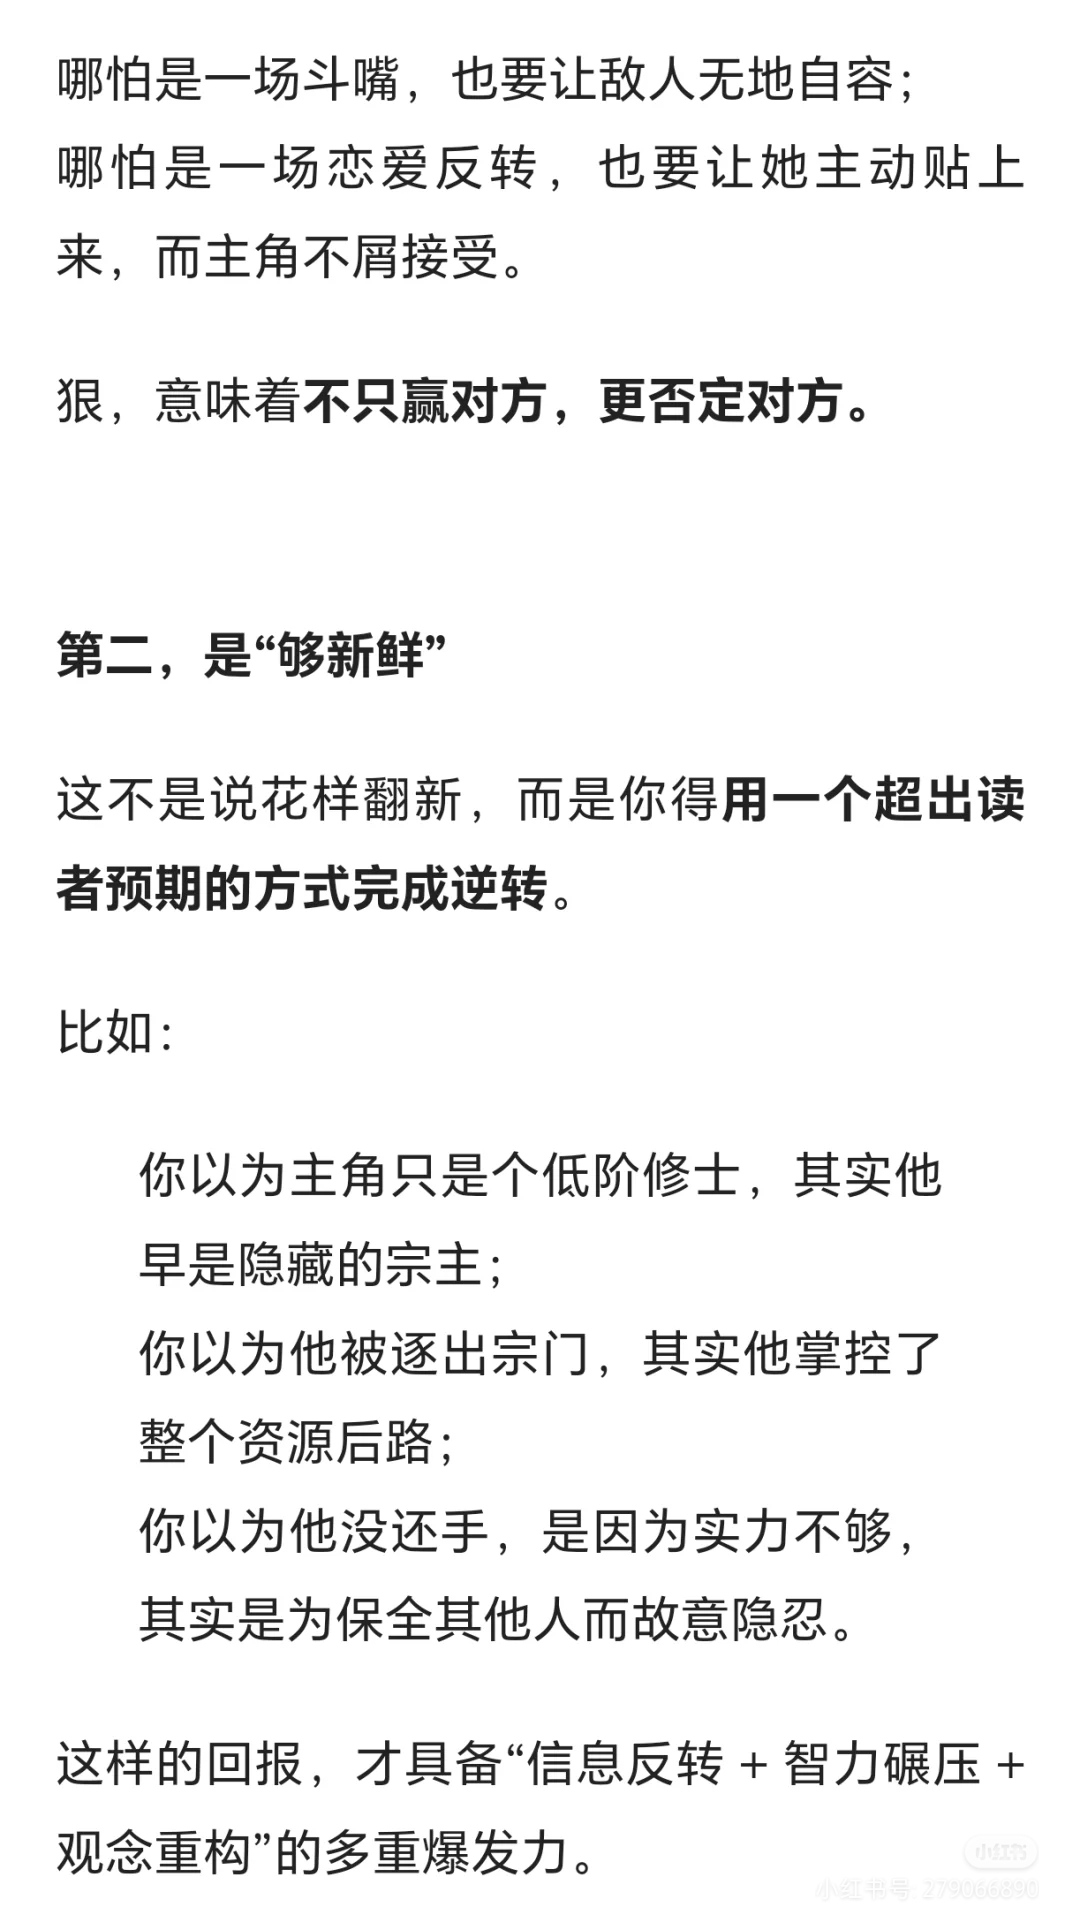 哪怕是一场斗嘴，也要让敌人无地自容；
哪怕是一场恋爱反转，也要让她主动贴上
来，而主角不屑接受。
狠，意味着不只赢对方，更否定对方。
第二，是“够新鲜”
这不是说花样翻新，而是你得用一个超出读
者预期的方式完成逆转。
比如：
你以为主角只是个低阶修士，其实他
早是隐藏的宗主；
你以为他被逐出宗门，其实他掌控了
整个资源后路；
你以为他没还手，是因为实力不够，
其实是为保全其他人而故意隐忍。
这样的回报，才具备“信息反转 + 智力碾压 +
观念重构”的多重爆发力。
小红书
小红书号: 279066890